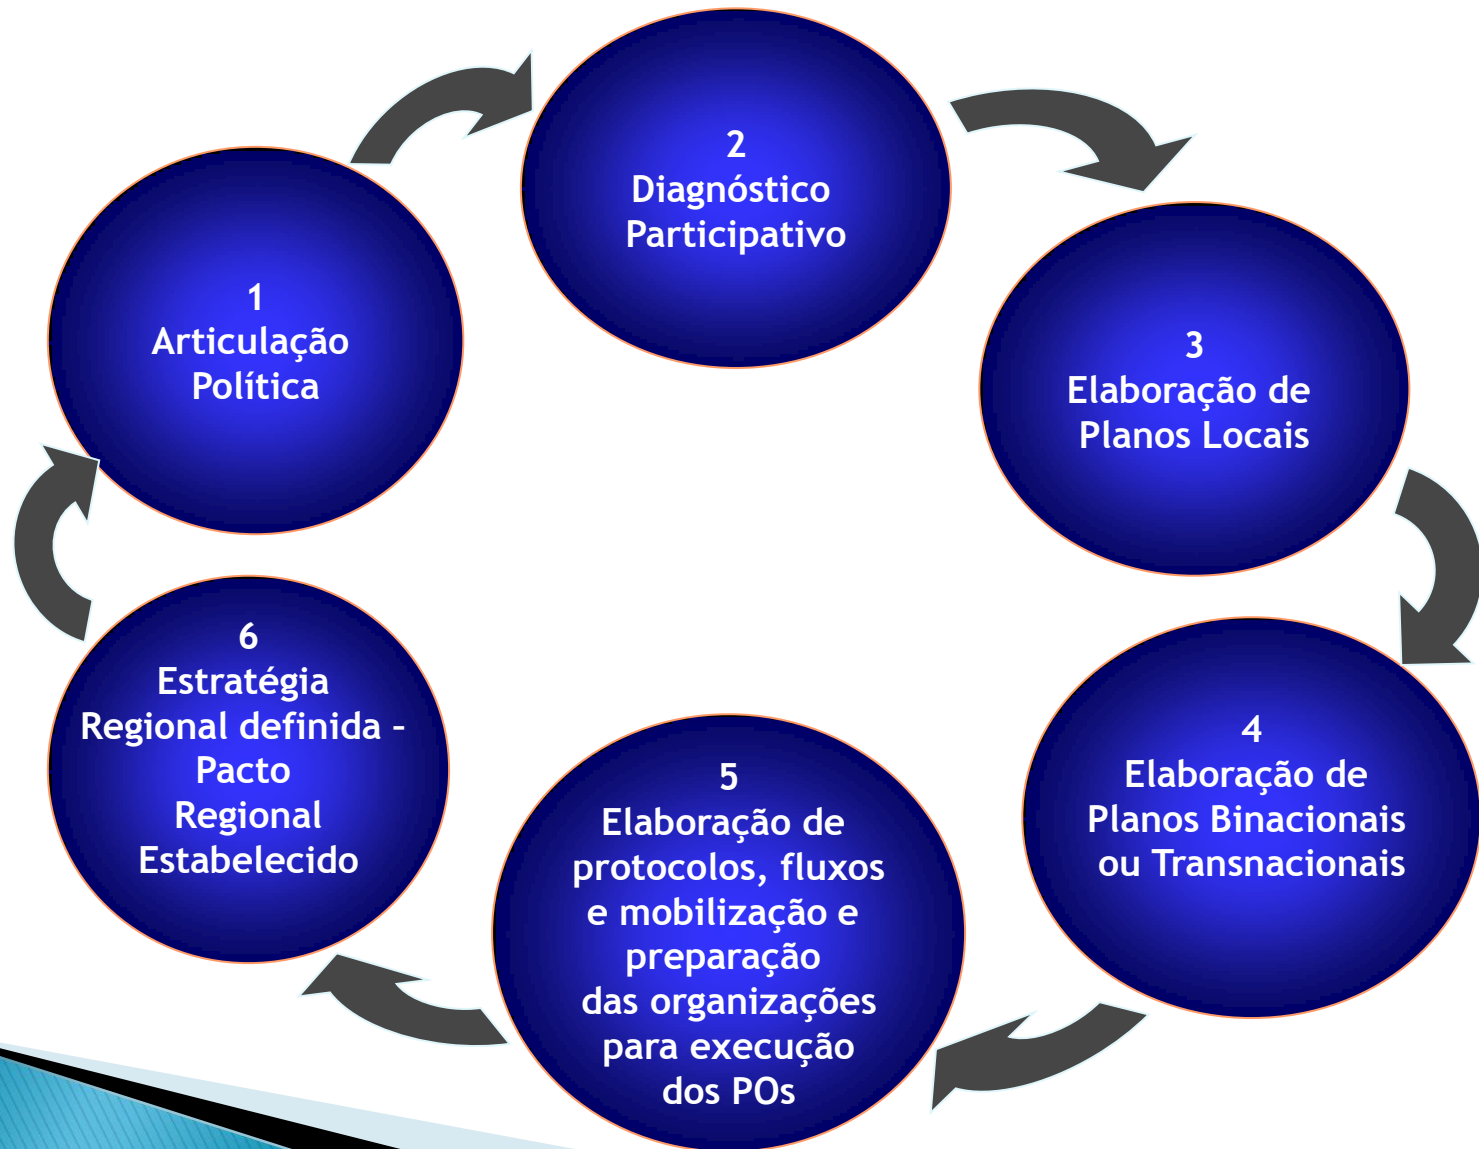 1
Articulação
Política
2
Diagnóstico
Participativo
3
Elaboração de
Planos Locais
4
Elaboração de
Planos Binacionais
ou Transnacionais
5
Elaboração de
protocolos, fluxos
e mobilização e
preparação
das organizações
para execução
dos POs
6
Estratégia
Regional definida –
Pacto
Regional
Estabelecido